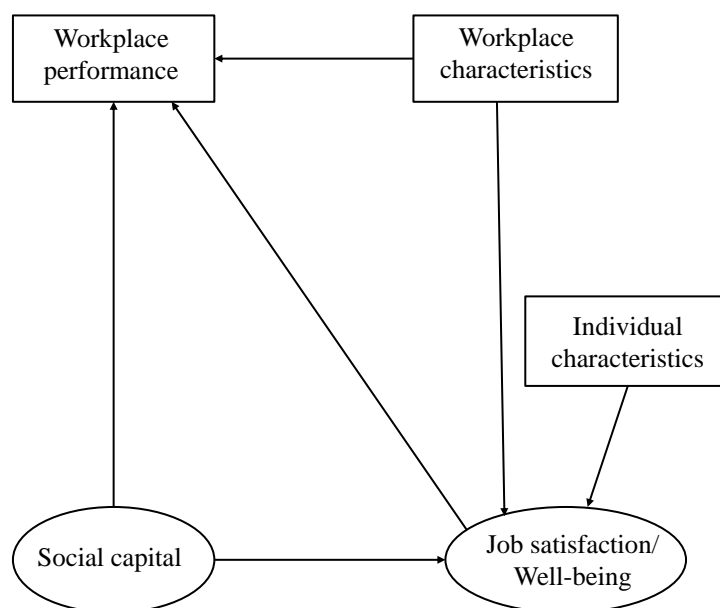 Workplace
performance
Workplace
characteristics
Individual
characteristics
Social capital
Job satisfaction/
Well-being